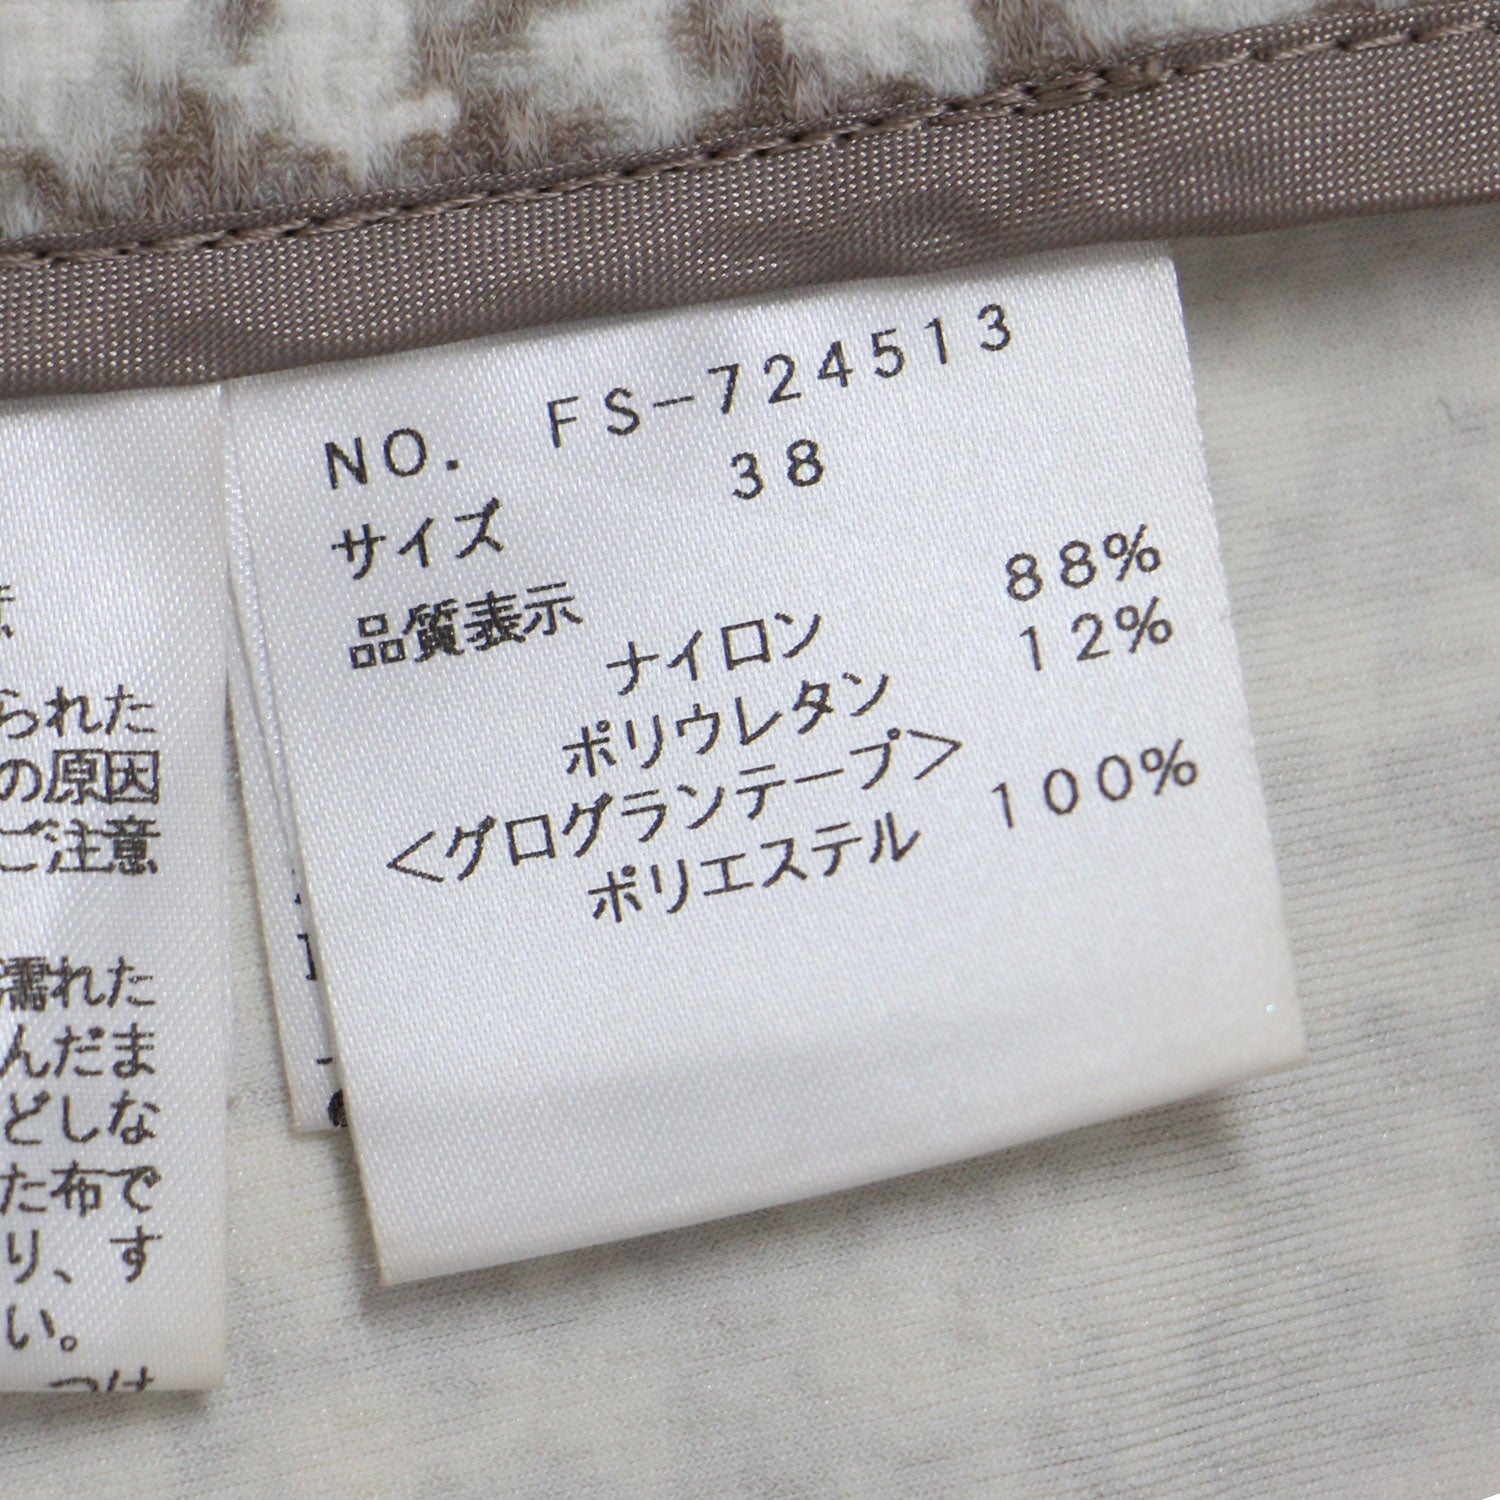 NO. FS-724513
サイズ 38
品質表示
ナイロン 88%
ポリウレタン 12%
<グログランテープ>
ポリエステル 100%
られた
の原因
ご注意
濡れた
んだま
どしな
た布で
り、す
い。
つけ